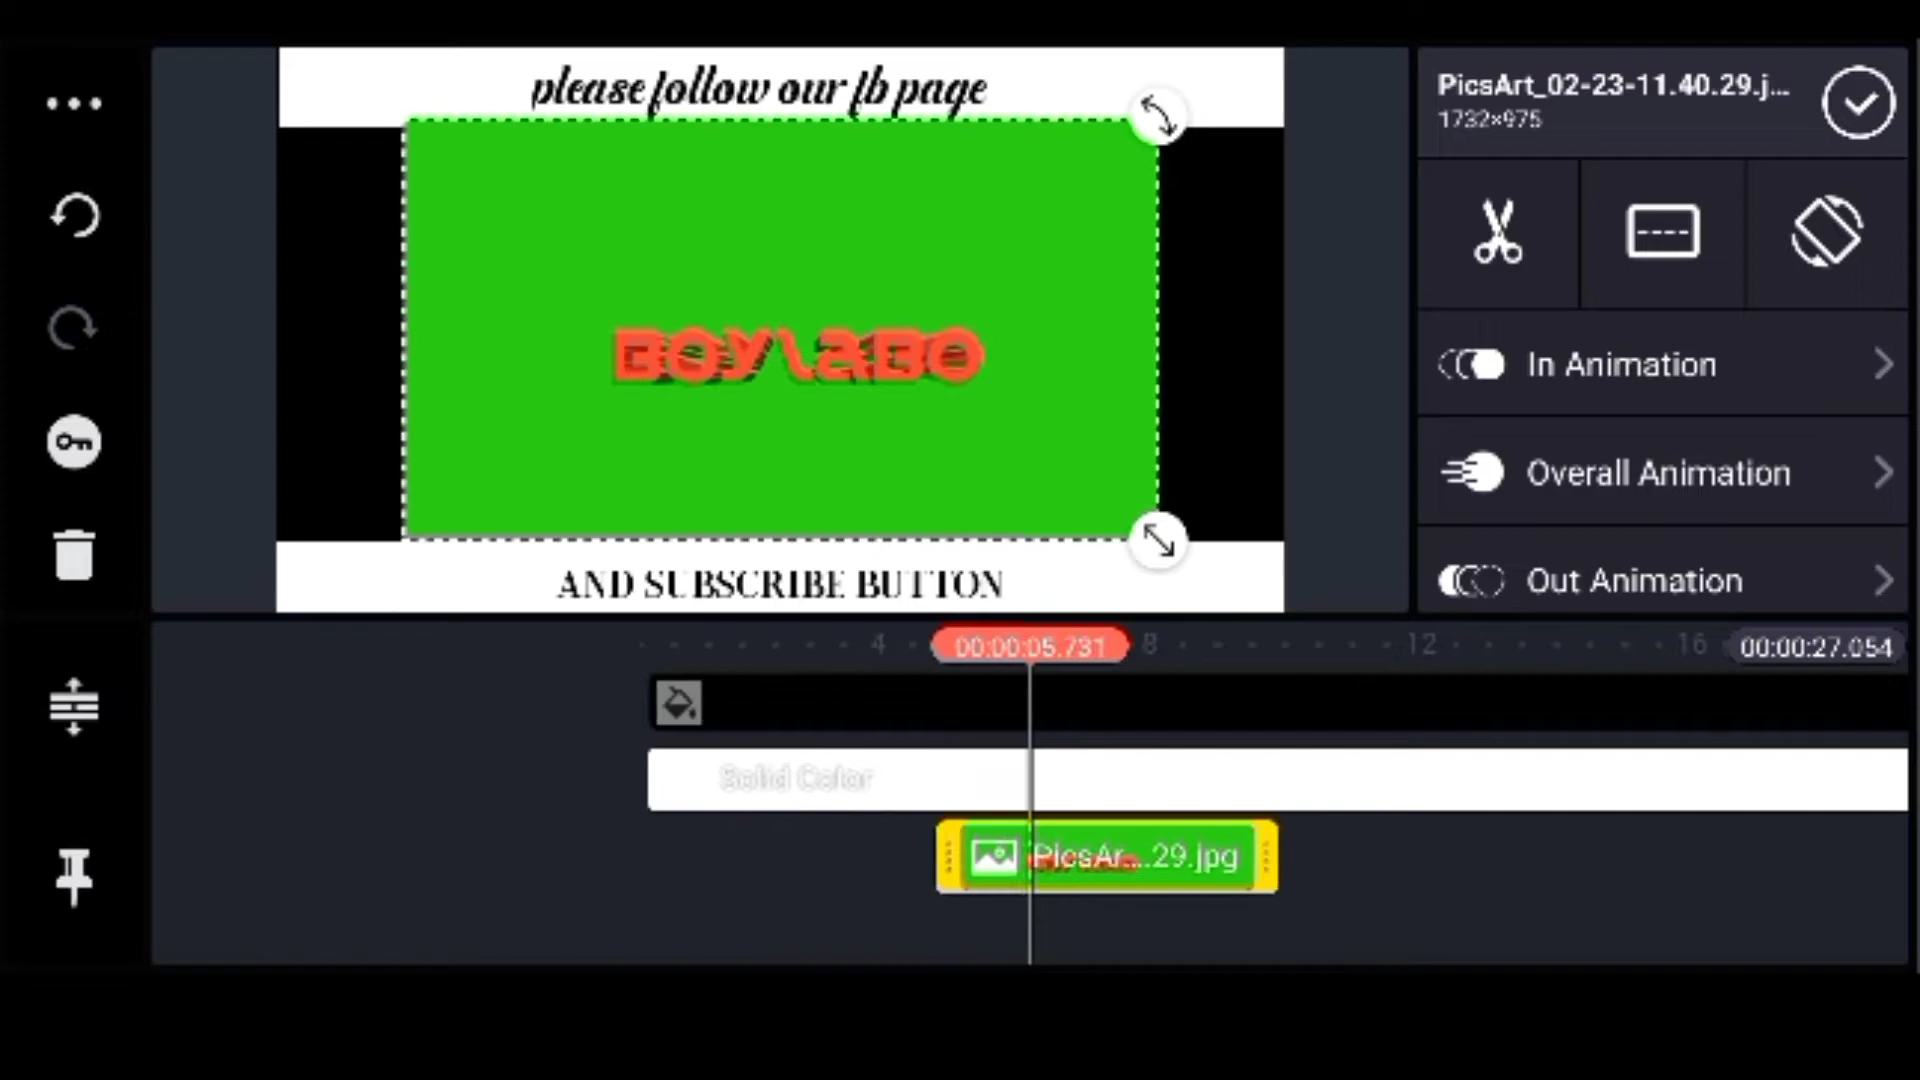 please follow our fb page
PicsArt_02-23-11.40.29.j...
1732×975
BOYLABO
In Animation
Overall Animation
AND SUBSCRIBE BUTTON
Out Animation
4
00:00:05.731
8
12
16
00:00:27.054
Solid Color
PicsAr....29.jpg